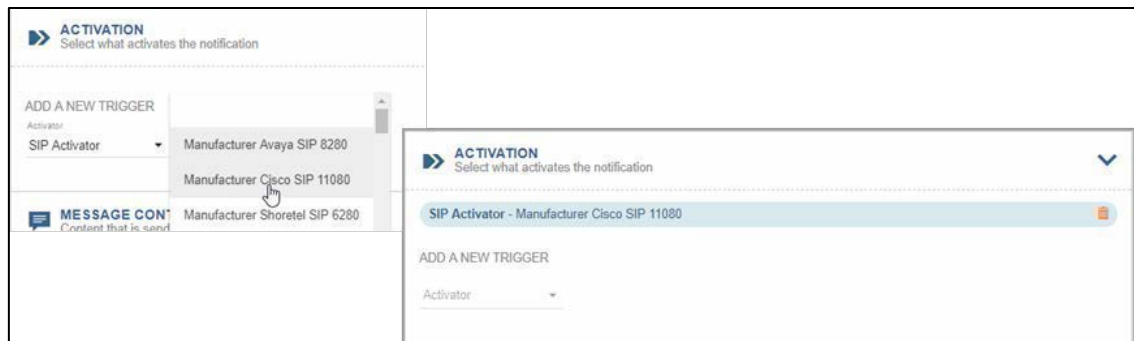 ACTIVATION
Select what activates the notification
ADD A NEW TRIGGER
Activator
SIP Activator
Manufacturer Avaya SIP 8280
Manufacturer Cisco SIP 11080
Manufacturer Shoretel SIP 6280
MESSAGE CONT
Content that is send
ACTIVATION
Select what activates the notification
SIP Activator - Manufacturer Cisco SIP 11080
ADD A NEW TRIGGER
Activator